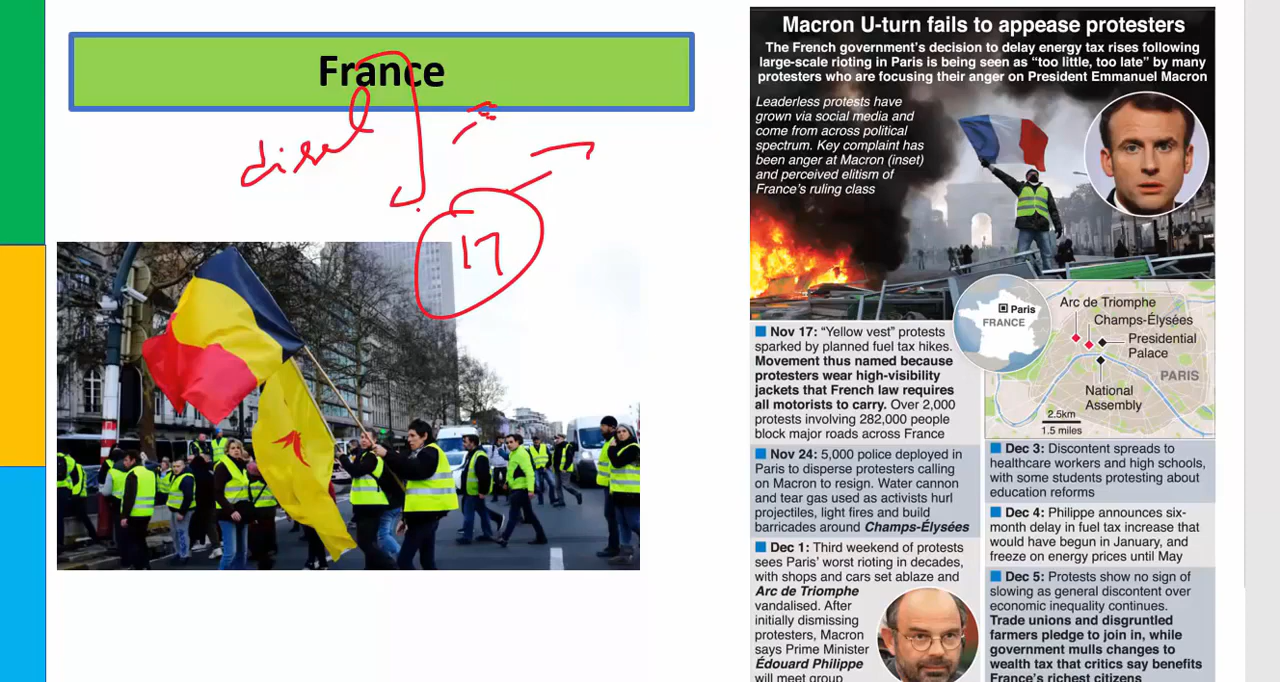 France
disel
17
Macron U-turn fails to appease protesters
The French government's decision to delay energy tax rises following
large-scale rioting in Paris is being seen as “too little, too late” by many
protesters who are focusing their anger on President Emmanuel Macron
Leaderless protests have
grown via social media and
come from across political
spectrum. Key complaint has
been anger at Macron (inset)
and perceived elitism of
France's ruling class
Paris
FRANCE
Arc de Triomphe
Champs-Élysées
Presidential
Palace
PARIS
National
Assembly
2.5km
1.5 miles
Nov 17: “Yellow vest” protests
sparked by planned fuel tax hikes.
Movement thus named because
protesters wear high-visibility
jackets that French law requires
all motorists to carry. Over 2,000
protests involving 282,000 people
block major roads across France
Nov 24: 5,000 police deployed in
Paris to disperse protesters calling
on Macron to resign. Water cannon
and tear gas used as activists hurl
projectiles, light fires and build
barricades around Champs-Élysées
Dec 1: Third weekend of protests
sees Paris' worst rioting in decades,
with shops and cars set ablaze and
Arc de Triomphe
vandalised. After
initially dismissing
protesters, Macron
says Prime Minister
Édouard Philippe
will meet group
Dec 3: Discontent spreads to
healthcare workers and high schools,
with some students protesting about
education reforms
Dec 4: Philippe announces six-
month delay in fuel tax increase that
would have begun in January, and
freeze on energy prices until May
Dec 5: Protests show no sign of
slowing as general discontent over
economic inequality continues.
Trade unions and disgruntled
farmers pledge to join in, while
government mulls changes to
wealth tax that critics say benefits
France's richest citizens